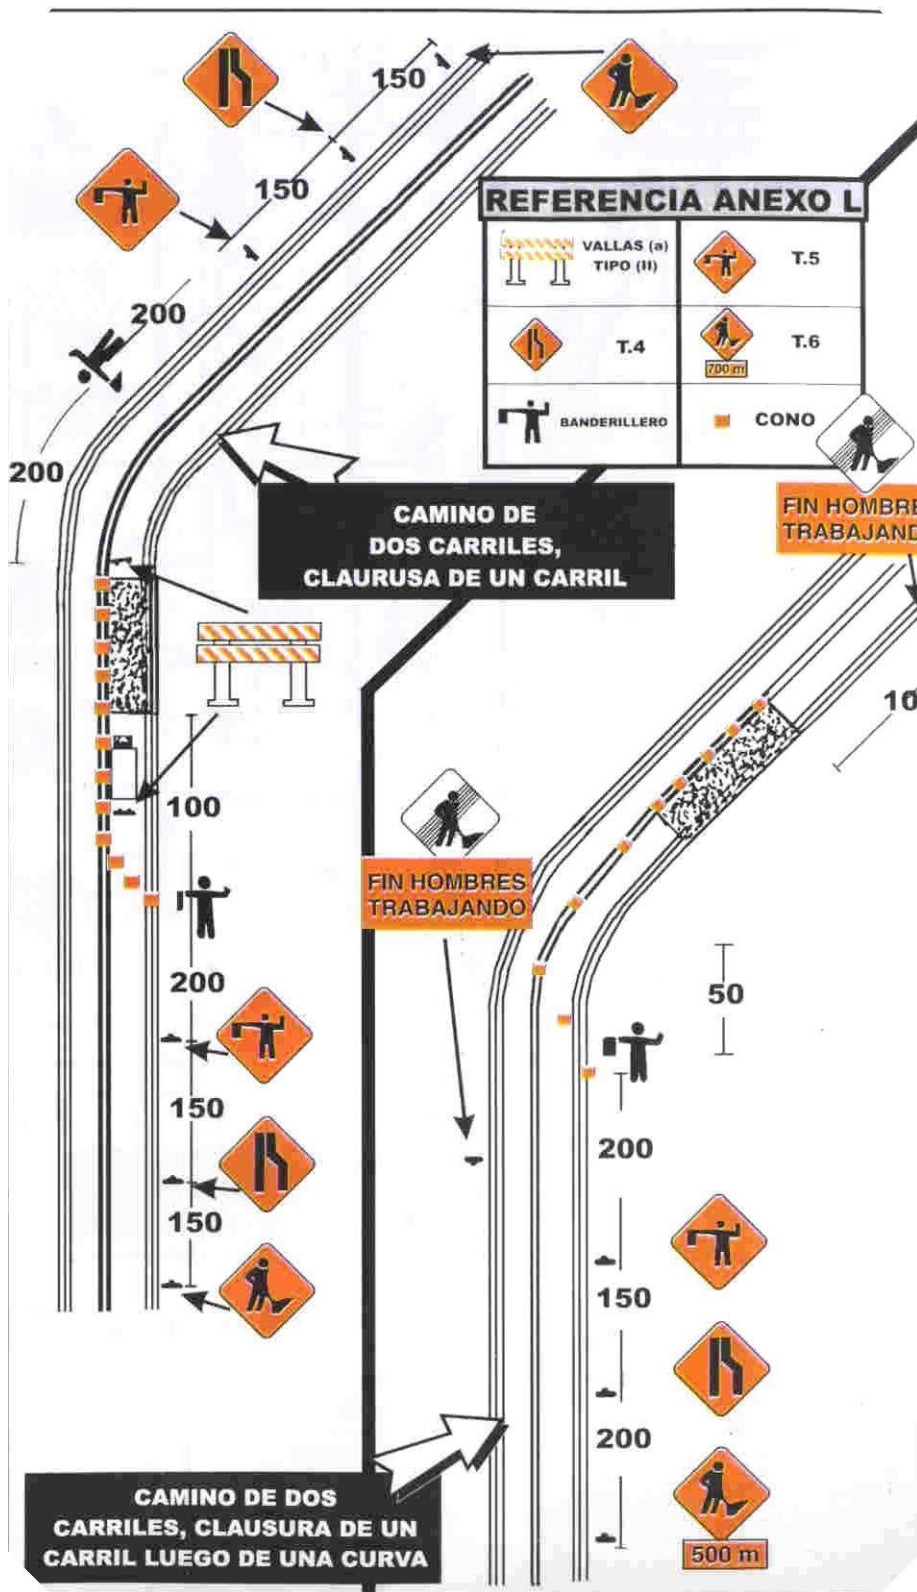 150
150
200
200
REFERENCIA ANEXO L
VALLAS (a)
TIPO (II)
T.5
T.4
T.6
700 m
BANDERILLERO
CONO
CAMINO DE
DOS CARRILES,
CLAURUSA DE UN CARRIL
100
200
150
150
FIN HOMBRE
TRABAJAND
10
FIN HOMBRES
TRABAJANDO
50
200
150
200
500 m
CAMINO DE DOS
CARRILES, CLAUSURA DE UN
CARRIL LUEGO DE UNA CURVA